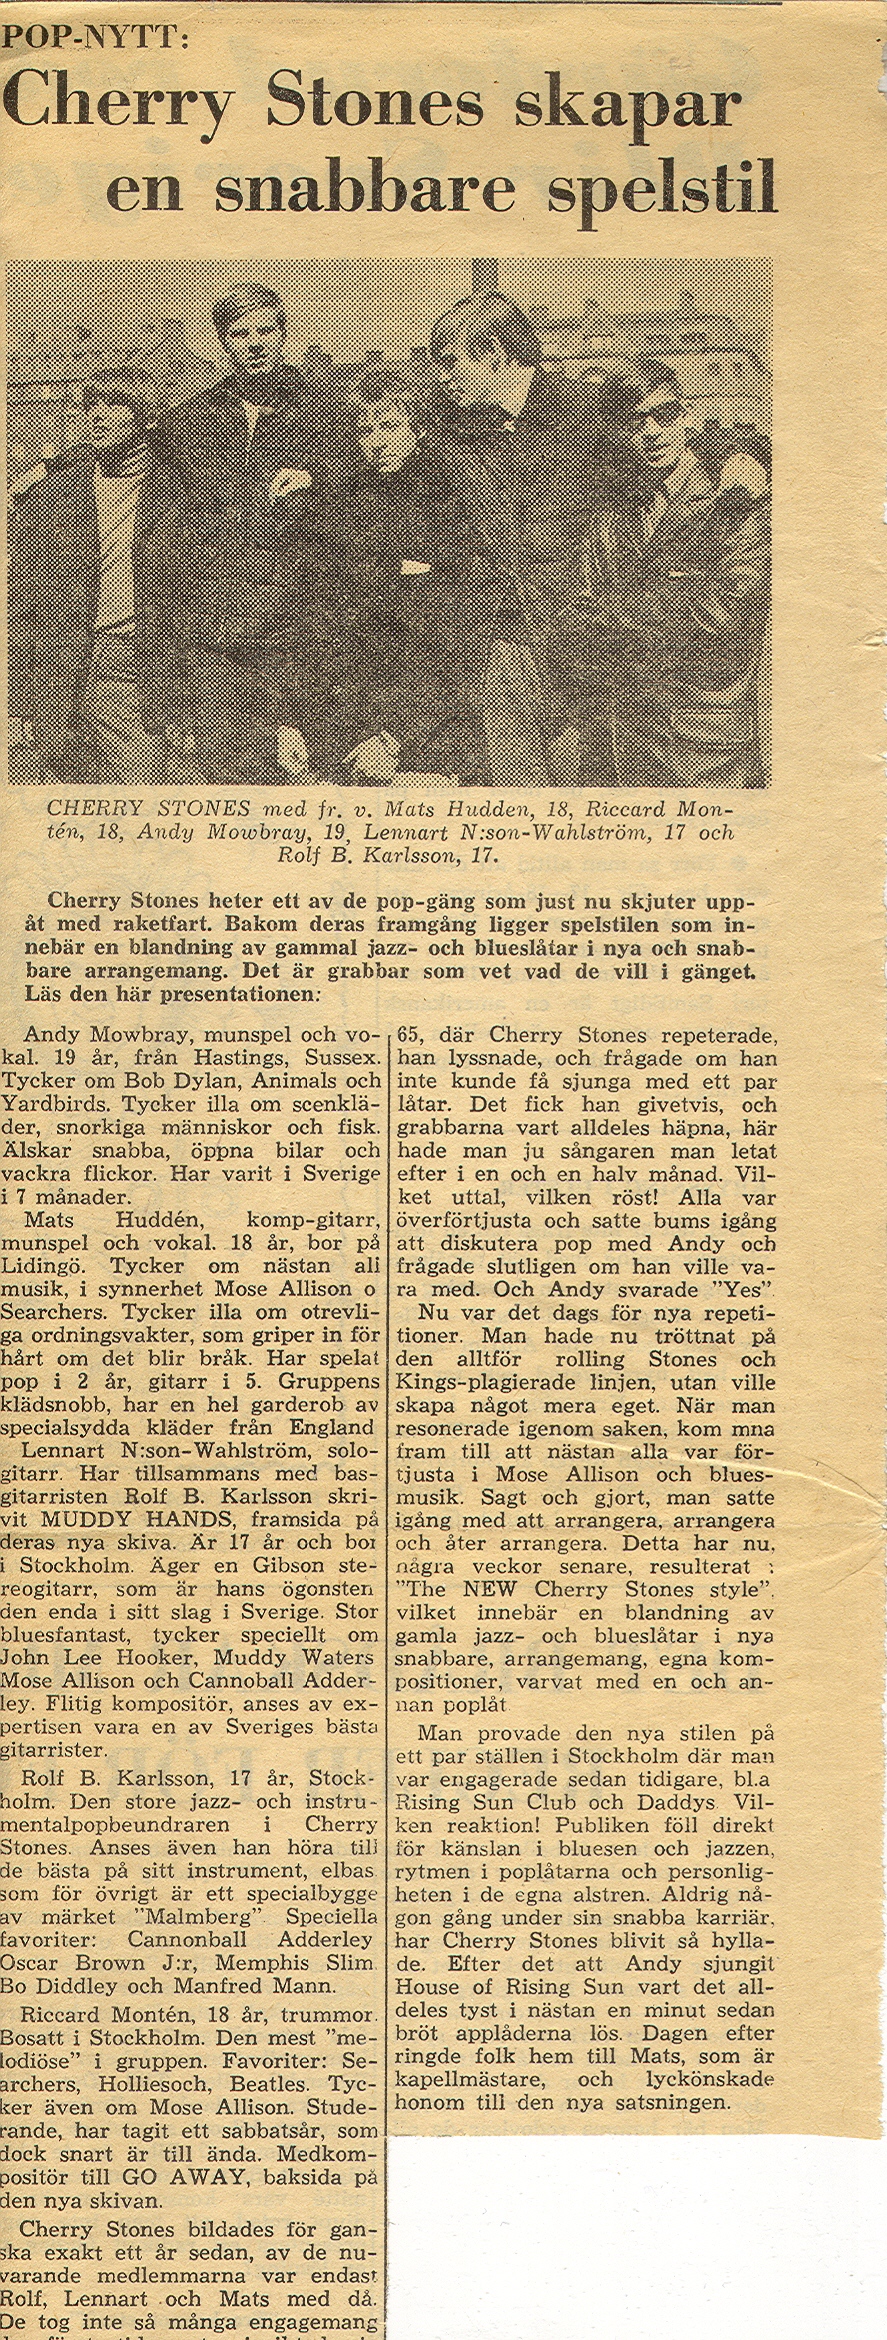 POP-NYTT:
Cherry Stones skapar
en snabbare spelstil
CHERRY STONES med fr. v. Mats Hudden, 18, Riccard Mon-
tén, 18, Andy Mowbray, 19, Lennart N:son-Wahlström, 17 och
Rolf B. Karlsson, 17.
Cherry Stones heter ett av de pop-gäng som just nu skjuter upp-
åt med raketfart. Bakom deras framgång ligger spelstilen som in-
nebär en blandning av gammal jazz- och blueslåtar i nya och snab-
bare arrangemang. Det är grabbar som vet vad de vill i gänget.
Läs den här presentationen:
Andy Mowbray, munspel och vo-
kal. 19 år, från Hastings, Sussex.
Tycker om Bob Dylan, Animals och
Yardbirds. Tycker illa om scenklä-
der, snorkiga människor och fisk.
Älskar snabba, öppna bilar och
vackra flickor. Har varit i Sverige
i 7 månader.
Mats Huddén, komp-gitarr,
munspel och vokal. 18 år, bor på
Lidingö. Tycker om nästan all
musik, i synnerhet Mose Allison o
Searchers. Tycker illa om otrevli-
ga ordningsvakter, som griper in för
hårt om det blir bråk. Har spelat
pop i 2 år, gitarr i 5. Gruppens
klädsnobb, har en hel garderob av
specialsydda kläder från England
Lennart N:son-Wahlström, solo-
gitarr. Har tillsammans med bas-
gitarristen Rolf B. Karlsson skri-
vit MUDDY HANDS, framsida på
deras nya skiva. Är 17 år och bor
i Stockholm. Äger en Gibson ste-
reogitarr, som är hans ögonsten
den enda i sitt slag i Sverige. Stor
bluesfantast, tycker speciellt om
John Lee Hooker, Muddy Waters
Mose Allison och Cannoball Adder-
ley. Flitig kompositör, anses av ex-
pertisen vara en av Sveriges bästa
gitarrister.
Rolf B. Karlsson, 17 år, Stock-
holm. Den store jazz- och instru-
mentalpopbeundraren i Cherry
Stones. Anses även han höra till
de bästa på sitt instrument, elbas
som för övrigt är ett specialbygge
av märket "Malmberg". Speciella
favoriter: Cannonball Adderley
Oscar Brown J:r, Memphis Slim
Bo Diddley och Manfred Mann.
Riccard Montén, 18 år, trummor.
Bosatt i Stockholm. Den mest "me-
lodiöse" i gruppen. Favoriter: Se-
archers, Holliesoch, Beatles. Tyc-
ker även om Mose Allison. Stude-
rande, har tagit ett sabbatsår, som
dock snart är till ända. Medkom-
positör till GO AWAY, baksida på
den nya skivan.
Cherry Stones bildades för gan-
ska exakt ett år sedan, av de nu-
varande medlemmarna var endast
Rolf, Lennart och Mats med då.
De tog inte så många engagemang
65, där Cherry Stones repeterade,
han lyssnade, och frågade om han
inte kunde få sjunga med ett par
låtar. Det fick han givetvis, och
grabbarna vart alldeles häpna, här
hade man ju sångaren man letat
efter i en och en halv månad. Vil-
ket uttal, vilken röst! Alla var
överförtjusta och satte bums igång
att diskutera pop med Andy och
frågade slutligen om han ville va-
ra med. Och Andy svarade "Yes".
Nu var det dags för nya repeti-
tioner. Man hade nu tröttnat på
den alltför rolling Stones och
Kings-plagierade linjen, utan ville
skapa något mera eget. När man
resonerade igenom saken, kom mna
fram till att nästan alla var för-
tjusta i Mose Allison och blues-
musik. Sagt och gjort, man satte
igång med att arrangera, arrangera
och åter arrangera. Detta har nu,
några veckor senare, resulterat i
"The NEW Cherry Stones style",
vilket innebär en blandning av
gamla jazz- och blueslåtar i nya
snabbare, arrangemang, egna kom-
positioner, varvat med en och an-
nan poplåt
Man provade den nya stilen på
ett par ställen i Stockholm där man
var engagerade sedan tidigare, bl.a
Rising Sun Club och Daddys. Vil-
ken reaktion! Publiken föll direkt
för känslan i bluesen och jazzen,
rytmen i poplåtarna och personlig-
heten i de egna alstren. Aldrig nå-
gon gång under sin snabba karriär,
har Cherry Stones blivit så hylla-
de. Efter det att Andy sjungit
House of Rising Sun vart det all-
deles tyst i nästan en minut sedan
bröt applåderna lös. Dagen efter
ringde folk hem till Mats, som är
kapellmästare, och lyckönskade
honom till den nya satsningen.